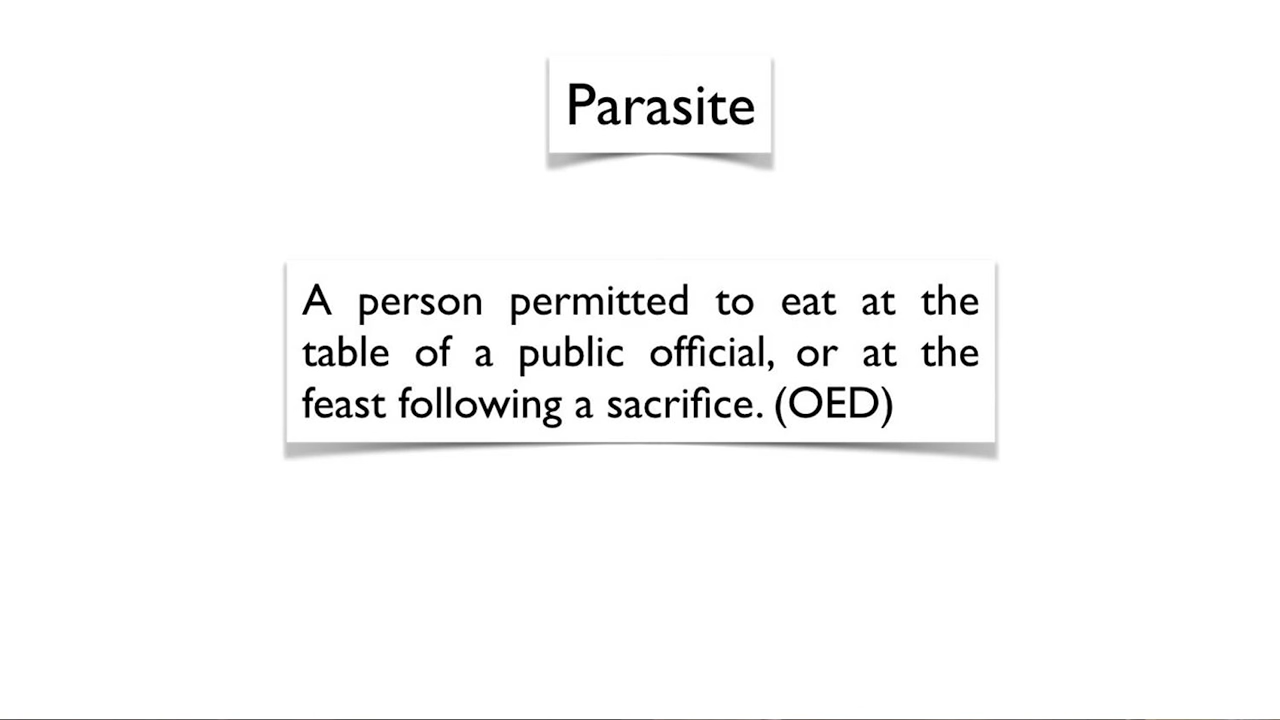 Parasite
A person permitted to eat at the
table of a public official, or at the
feast following a sacrifice. (OED)